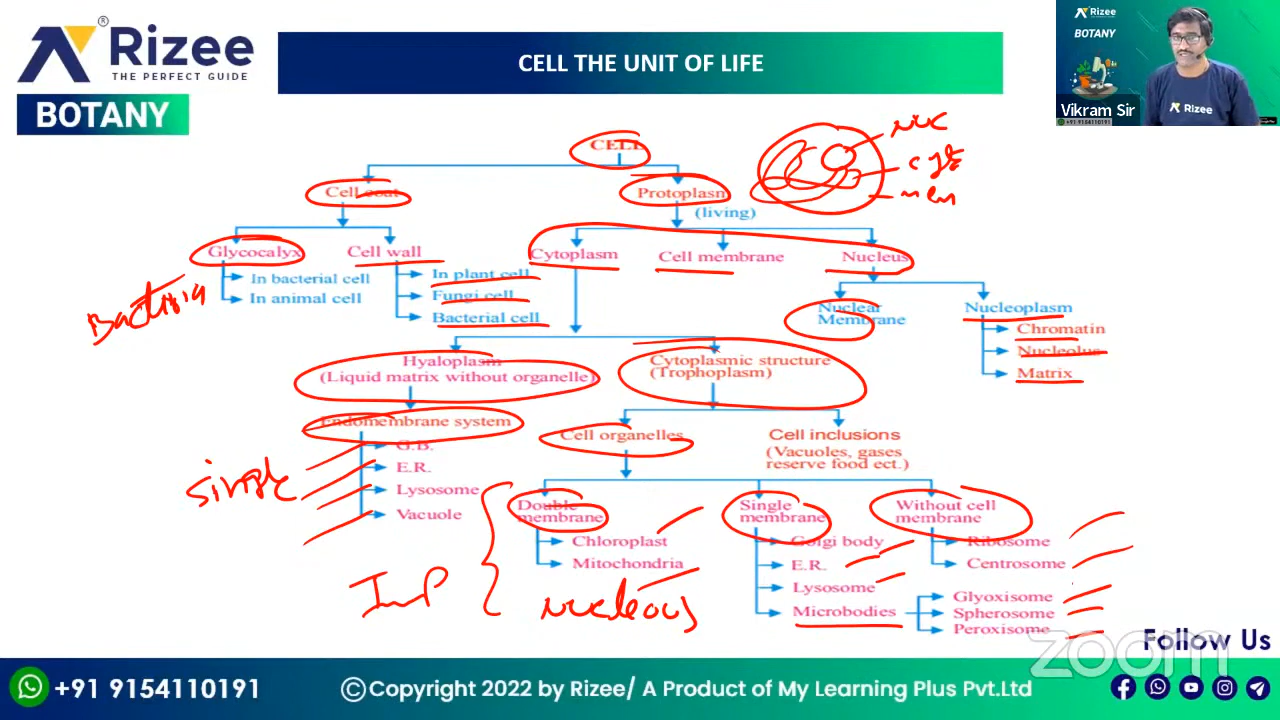 Rizee
®
THE PERFECT GUIDE
BOTANY
CELL THE UNIT OF LIFE
Rizee
BOTANY
Rizee
Vikram Sir
+91 9154110191
CELL
Cell coat
Protoplasm
(living)
Glycocalyx
Cell wall
Cytoplasm
Cell membrane
Nucleus
In bacterial cell
In animal cell
In plant cell
Fungi cell
Bacterial cell
Nuclear
Membrane
Nucleoplasm
Chromatin
Nucleolus
Matrix
Bacteria
NUC
mem
Hyaloplasm
(Liquid matrix without organelle)
Cytoplasmic structure
(Trophoplasm)
Endomembrane system
G.B.
E.R.
Lysosome
Vacuole
Single
Cell organelles
Cell inclusions
(Vacuoles, gases
reserve food ect.)
Double
membrane
Single
membrane
Without cell
membrane
Chloroplast
Mitochondria
Golgi body
E.R.
Lysosome
Microbodies
Ribosome
Centrosome
Glyoxisome
Spherosome
Peroxisome
ImP
Nucleous
zoom
Follow Us
+91 9154110191
©Copyright 2022 by Rizee/ A Product of My Learning Plus Pvt.Ltd